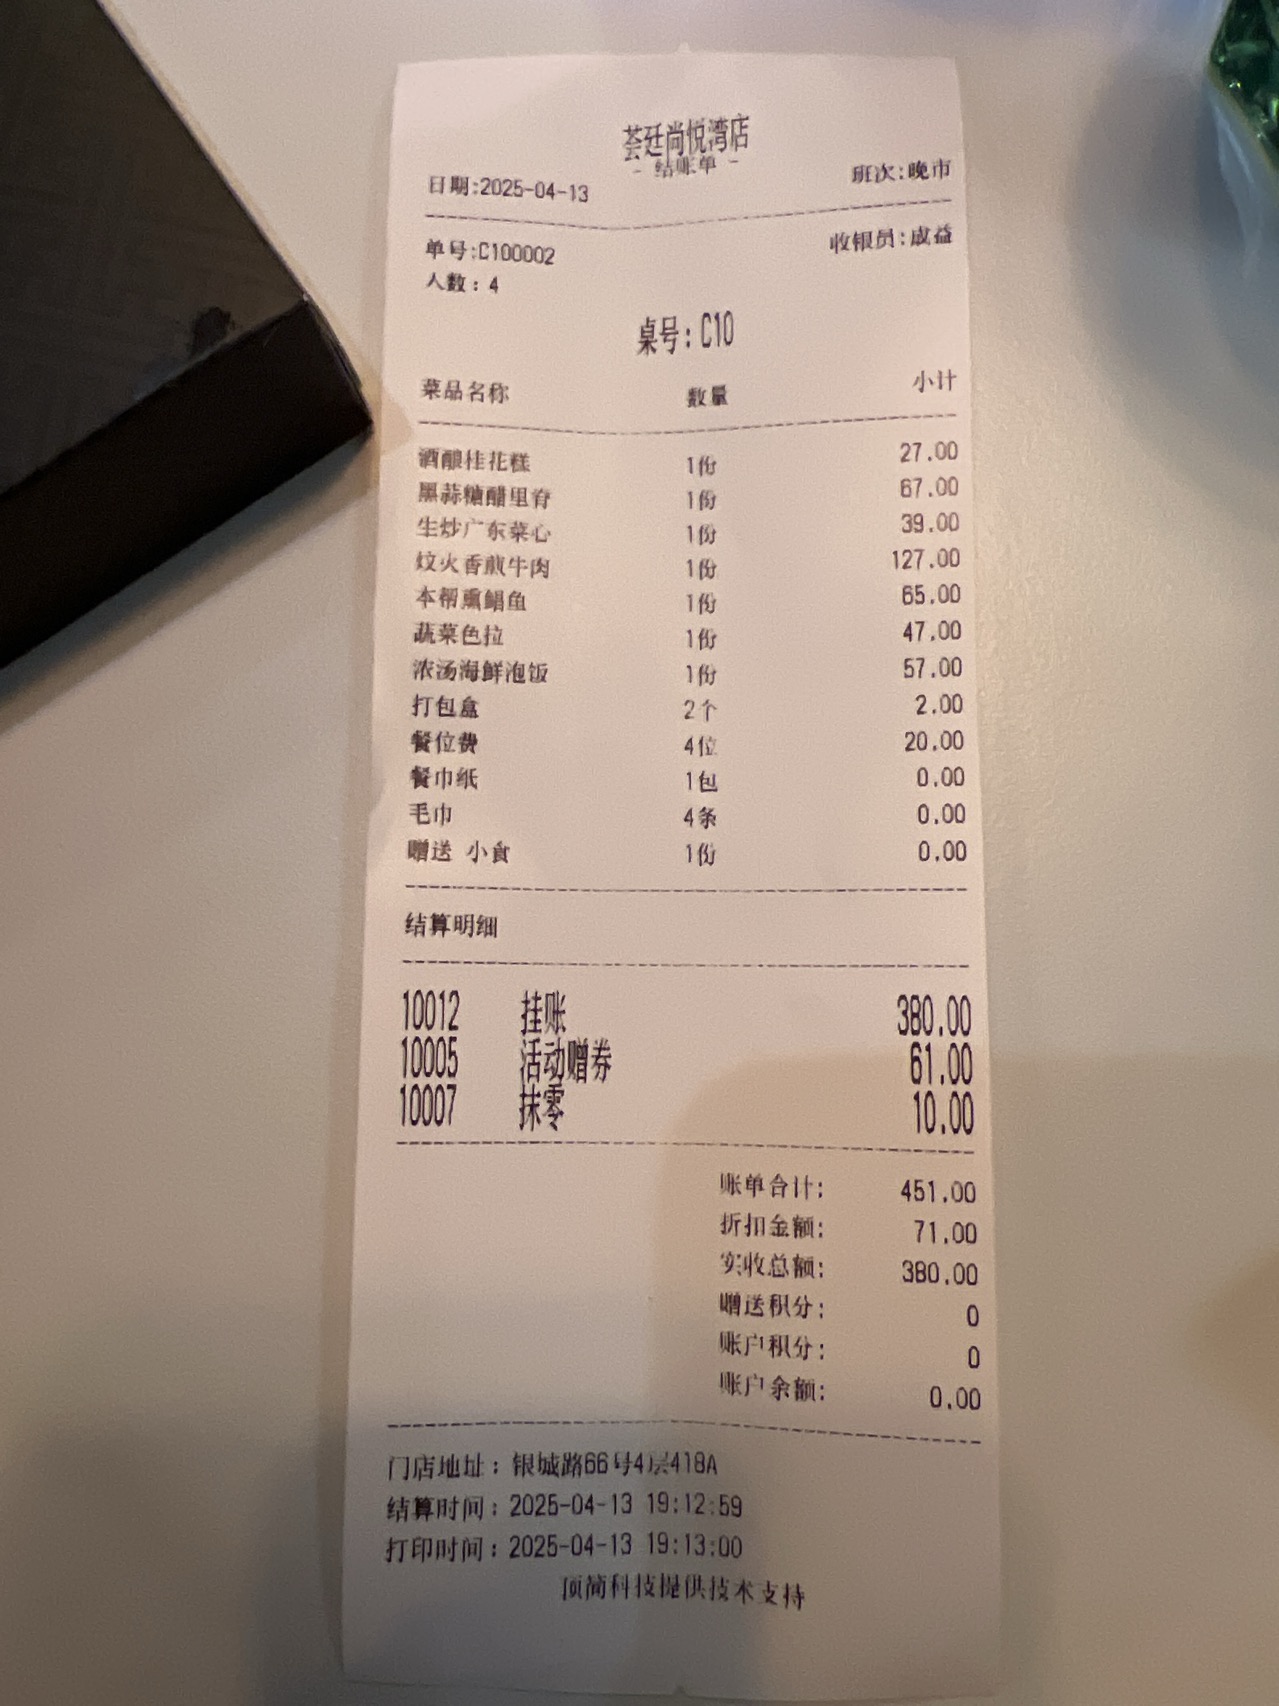 荟廷尚悦湾店
- 结账单 -
日期:2025-04-13 班次:晚市
单号:C100002 收银员:成益
人数: 4
桌号: C10
菜品名称 数量 小计
酒酿桂花糕 1份 27.00
黑蒜糖醋里脊 1份 67.00
生炒广东菜心 1份 39.00
炆火香煎牛肉 1份 127.00
本帮熏鲳鱼 1份 65.00
蔬菜色拉 1份 47.00
浓汤海鲜泡饭 1份 57.00
打包盒 2个 2.00
餐位费 4位 20.00
餐巾纸 1包 0.00
毛巾 4条 0.00
赠送 小食 1份 0.00
结算明细
10012 挂账 380.00
10005 活动赠券 61.00
10007 抹零 10.00
账单合计: 451.00
折扣金额: 71.00
实收总额: 380.00
赠送积分: 0
账户积分: 0
账户余额: 0.00
门店地址: 银城路66号4层418A
结算时间: 2025-04-13 19:12:59
打印时间: 2025-04-13 19:13:00
顶简科技提供技术支持